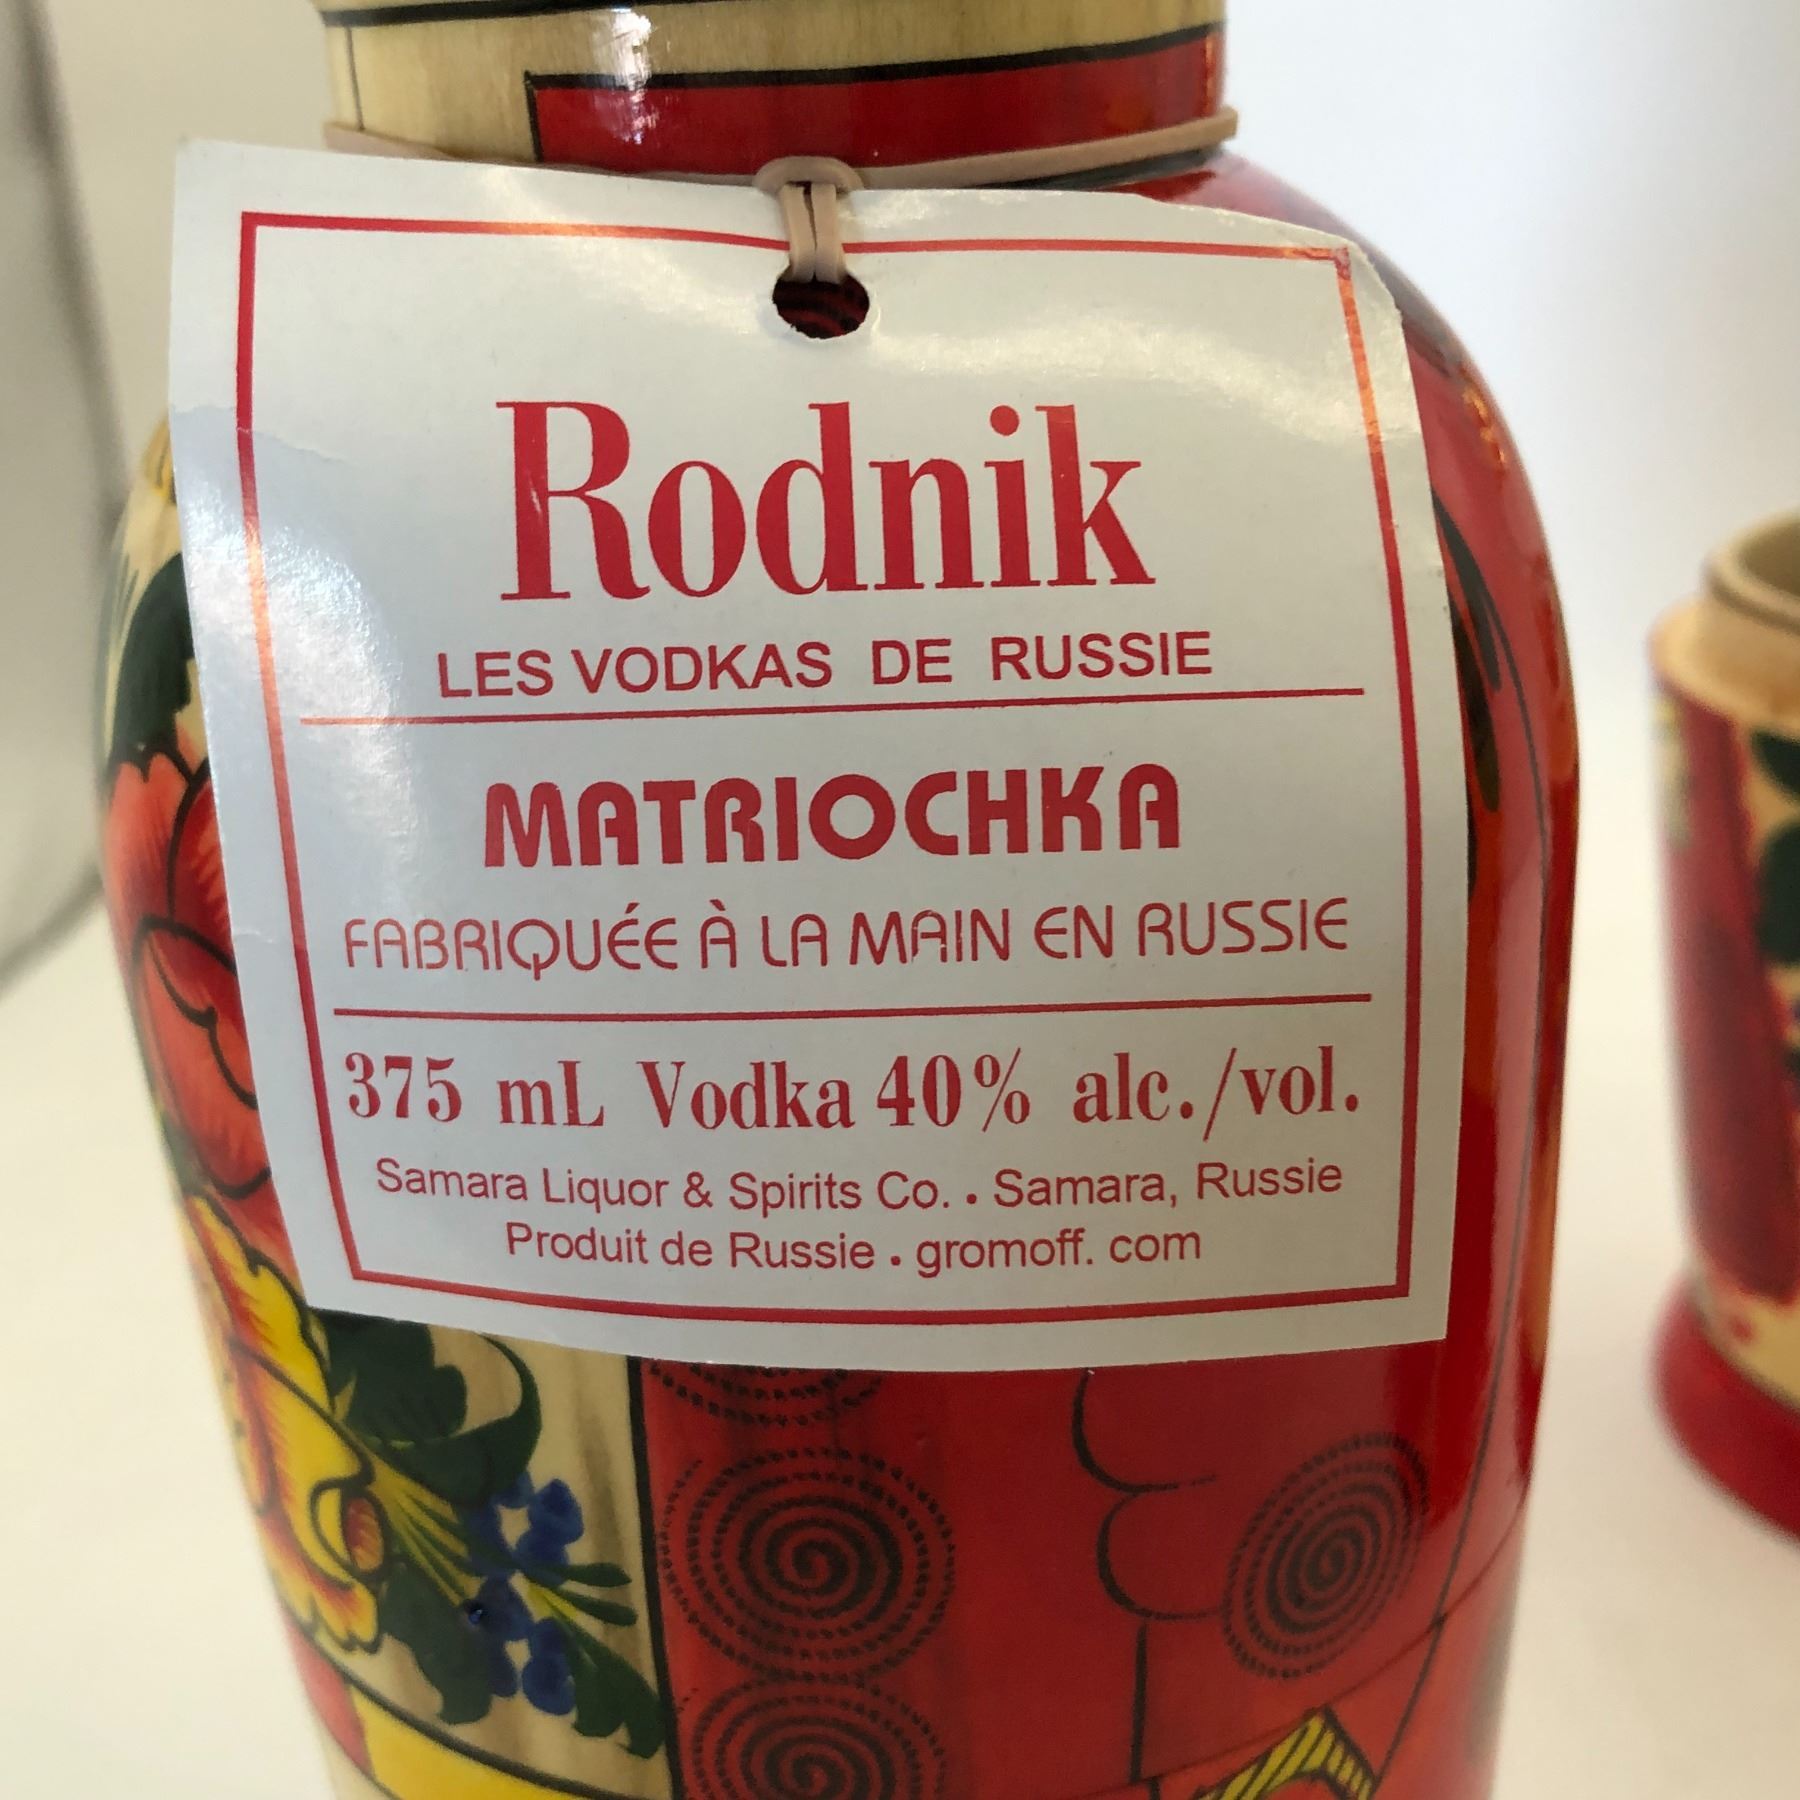 Rodnik
LES VODKAS DE RUSSIE
MATRIOCHKA
FABRIQUÉE À LA MAIN EN RUSSIE
375 mL Vodka 40% alc./vol.
Samara Liquor & Spirits Co. • Samara, Russie
Produit de Russie • gromoff. com